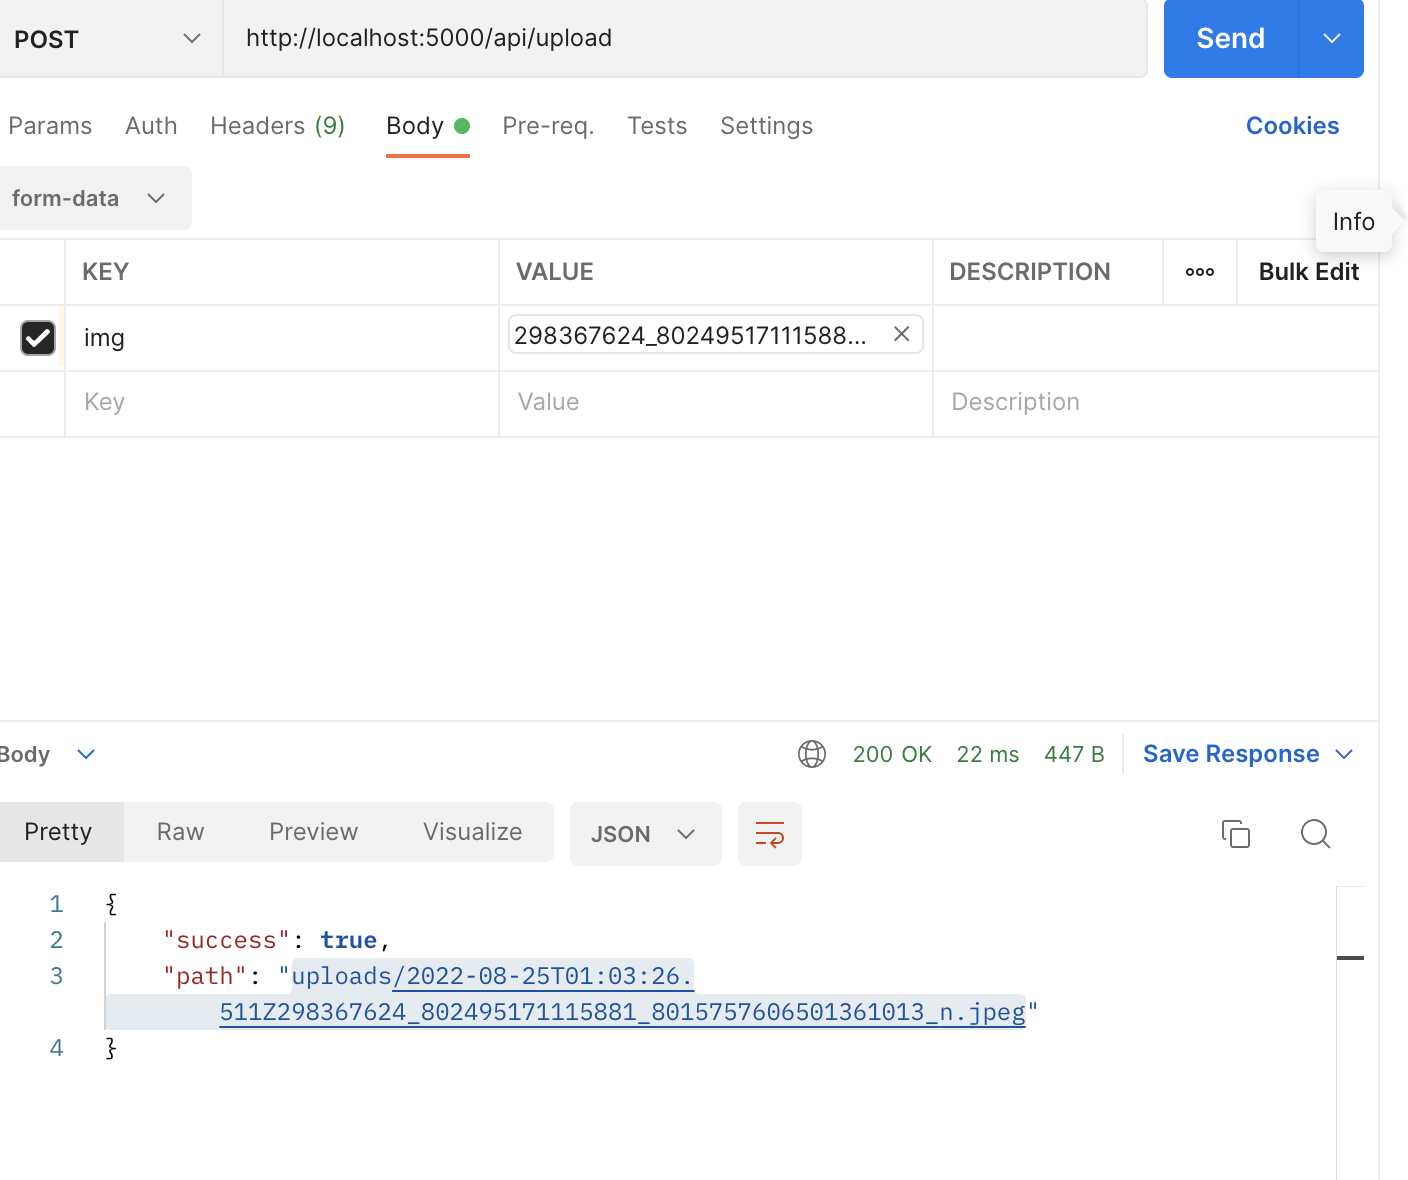 POST http://localhost:5000/api/upload Send
Params Auth Headers (9) Body Pre-req. Tests Settings Cookies
form-data
Info
KEY VALUE DESCRIPTION ooo Bulk Edit
img 298367624_80249517111588...
Key Value Description
Body 200 OK 22 ms 447 B Save Response
Pretty Raw Preview Visualize JSON
1 {
2 "success": true,
3 "path": "uploads/2022-08-25T01:03:26.
511Z298367624_802495171115881_8015757606501361013_n.jpeg"
4 }